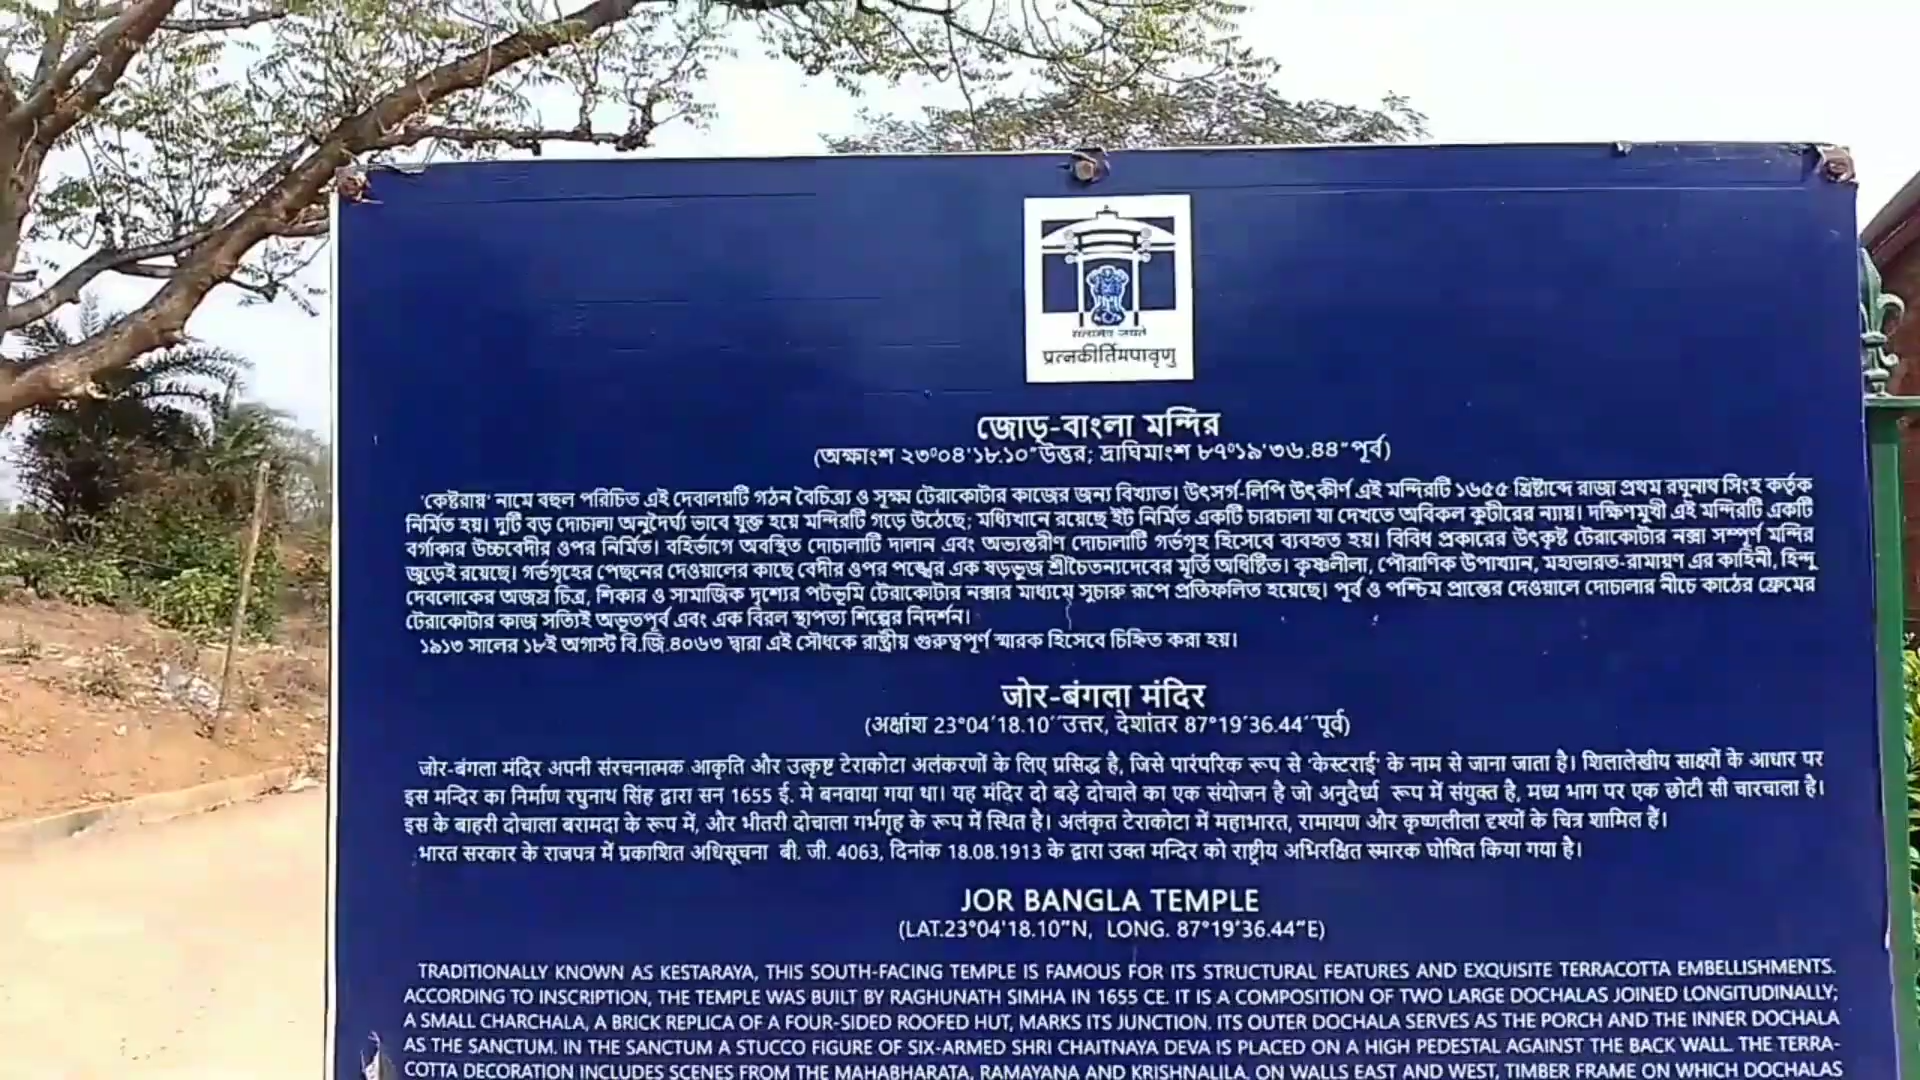 सत्यमेव जयते
प्रत्नकीर्तिमपावृणु
জোড়-বাংলা মন্দির
(অক্ষাংশ ২৩⁰০৪'১৮.১০"উত্তর; দ্রাঘিমাংশ ৮৭⁰১৯'৩৬.৪৪"পূর্ব)
'কেষ্টরায়' নামে বহুল পরিচিত এই দেবালয়টি গঠন বৈচিত্র্য ও সূক্ষ্ম টেরাকোটার কাজের জন্য বিখ্যাত। উৎসর্গ-লিপি উৎকীর্ণ এই মন্দিরটি ১৬৫৫ খ্রিষ্টাব্দে রাজা প্রথম রঘুনাথ সিংহ কর্তৃক
নির্মিত হয়। দুটি বড় দোচালা অনুদৈর্ঘ্য ভাবে যুক্ত হয়ে মন্দিরটি গড়ে উঠেছে; মধ্যিখানে রয়েছে ইট নির্মিত একটি চারচালা যা দেখতে অবিকল কুটীরের ন্যায়। দক্ষিণমুখী এই মন্দিরটি একটি
বর্গাকার উচ্চবেদীর ওপর নির্মিত। বহির্ভাগে অবস্থিত দোচালাটি দালান এবং অভ্যন্তরীণ দোচালাটি গর্ভগৃহ হিসেবে ব্যবহৃত হয়। বিবিধ প্রকারের উৎকৃষ্ট টেরাকোটার নক্সা সম্পূর্ণ মন্দির
জুড়েই রয়েছে। গর্ভগৃহের পেছনের দেওয়ালের কাছে বেদীর ওপর পঙ্খের এক ষড়ভুজ শ্রীচৈতন্যদেবের মূর্তি অধিষ্টিত। কৃষ্ণলীলা, পৌরাণিক উপাখ্যান, মহাভারত-রামায়ণ এর কাহিনী, হিন্দু
দেবলোকের অজস্র চিত্র, শিকার ও সামাজিক দৃশ্যের পটভূমি টেরাকোটার নক্সার মাধ্যমে সুচারু রূপে প্রতিফলিত হয়েছে। পূর্ব ও পশ্চিম প্রান্তের দেওয়ালে দোচালার নীচে কাঠের ফ্রেমের
টেরাকোটার কাজ সত্যিই অভূতপূর্ব এবং এক বিরল স্থাপত্য শিল্পের নিদর্শন।
১৯১৩ সালের ১৮ই অগাস্ট বি.জি.৪০৬৩ দ্বারা এই সৌধকে রাষ্ট্রীয় গুরুত্বপূর্ণ স্মারক হিসেবে চিহ্নিত করা হয়।
जोर-बंगला मंदिर
(अक्षांश 23°04'18.10''उत्तर, देशांतर 87°19'36.44''पूर्व)
जोर-बंगला मंदिर अपनी संरचनात्मक आकृति और उत्कृष्ट टेराकोटा अलंकरणों के लिए प्रसिद्ध है, जिसे पारंपरिक रूप से 'केस्टराई' के नाम से जाना जाता है। शिलालेखीय साक्ष्यों के आधार पर
इस मन्दिर का निर्माण रघुनाथ सिंह द्वारा सन 1655 ई. मे बनवाया गया था। यह मंदिर दो बड़े दोचाले का एक संयोजन है जो अनुदैर्ध्य रूप में संयुक्त है, मध्य भाग पर एक छोटी सी चारचाला है।
इस के बाहरी दोचाला बरामदा के रूप में, और भीतरी दोचाला गर्भगृह के रूप में स्थित है। अलंकृत टेराकोटा में महाभारत, रामायण और कृष्णलीला दृश्यों के चित्र शामिल हैं।
भारत सरकार के राजपत्र में प्रकाशित अधिसूचना बी. जी. 4063, दिनांक 18.08.1913 के द्वारा उक्त मन्दिर को राष्ट्रीय अभिरक्षित स्मारक घोषित किया गया है।
JOR BANGLA TEMPLE
(LAT.23°04'18.10"N, LONG. 87°19'36.44"E)
TRADITIONALLY KNOWN AS KESTARAYA, THIS SOUTH-FACING TEMPLE IS FAMOUS FOR ITS STRUCTURAL FEATURES AND EXQUISITE TERRACOTTA EMBELLISHMENTS.
ACCORDING TO INSCRIPTION, THE TEMPLE WAS BUILT BY RAGHUNATH SIMHA IN 1655 CE. IT IS A COMPOSITION OF TWO LARGE DOCHALAS JOINED LONGITUDINALLY;
A SMALL CHARCHALA, A BRICK REPLICA OF A FOUR-SIDED ROOFED HUT, MARKS ITS JUNCTION. ITS OUTER DOCHALA SERVES AS THE PORCH AND THE INNER DOCHALA
AS THE SANCTUM. IN THE SANCTUM A STUCCO FIGURE OF SIX-ARMED SHRI CHAITNAYA DEVA IS PLACED ON A HIGH PEDESTAL AGAINST THE BACK WALL. THE TERRA-
COTTA DECORATION INCLUDES SCENES FROM THE MAHABHARATA, RAMAYANA AND KRISHNALILA. ON WALLS EAST AND WEST, TIMBER FRAME ON WHICH DOCHALAS